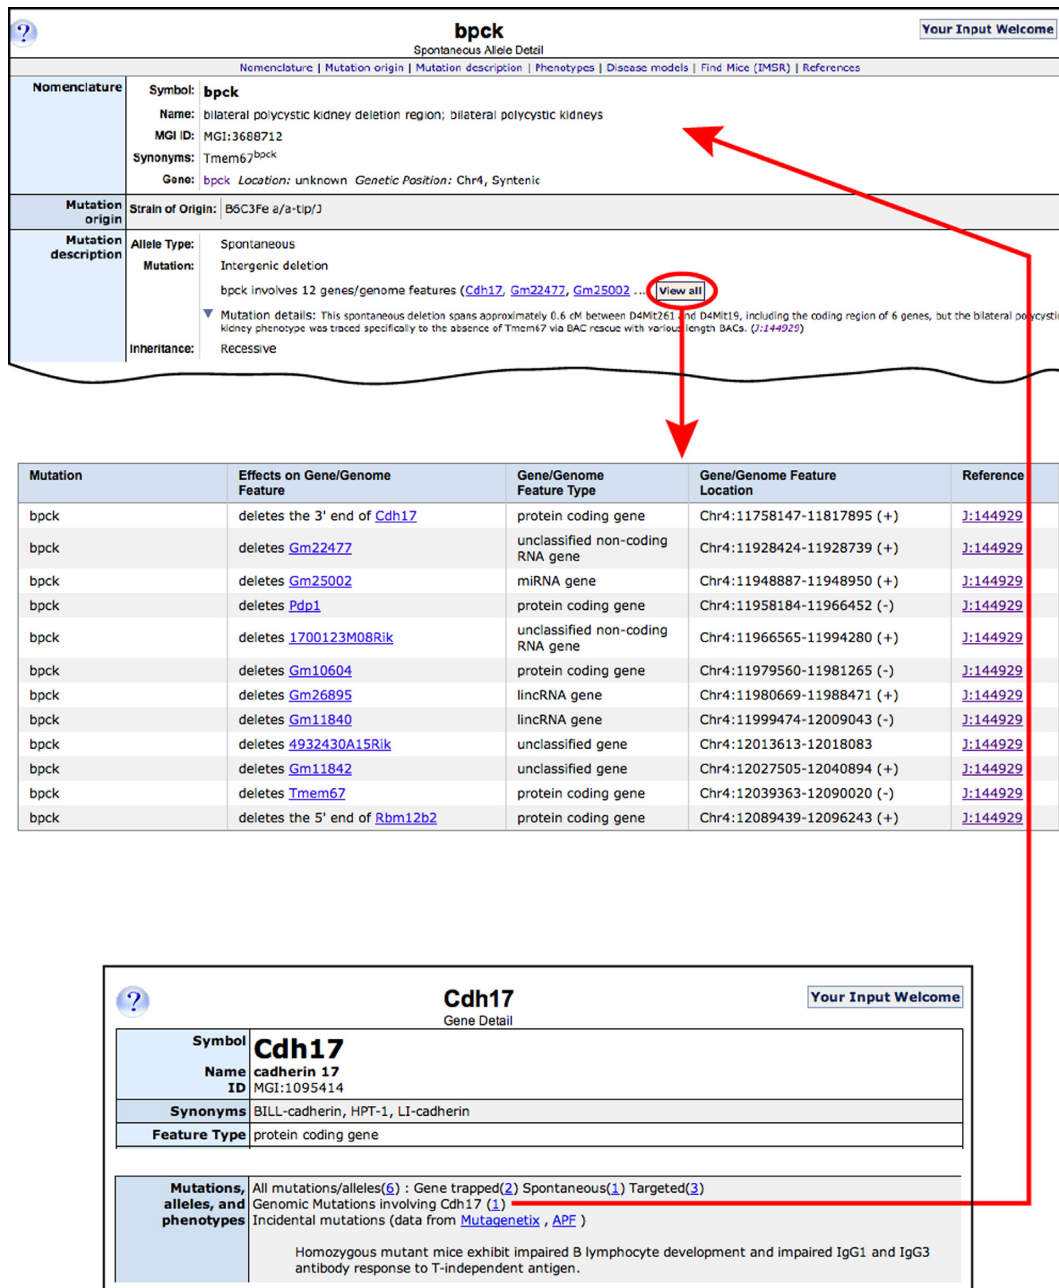 ?
bpck
Your Input Welcome
Spontaneous Allele Detail
Nomenclature | Mutation origin | Mutation description | Phenotypes | Disease models | Find Mice (IMSR) | References
Nomenclature
Symbol: bpck
Name: bilateral polycystic kidney deletion region; bilateral polycystic kidneys
MGI ID: MGI:3688712
Synonyms: Tmem67bpck
Gene: bpck Location: unknown Genetic Position: Chr4, Syntenic
Mutation origin
Strain of Origin: B6C3Fe a/a-tip/J
Mutation description
Allele Type: Spontaneous
Mutation: Intergenic deletion
bpck involves 12 genes/genome features (Cdh17, Gm22477, Gm25002 ... View all
Mutation details: This spontaneous deletion spans approximately 0.6 cM between D4Mit261 and D4Mit19, including the coding region of 6 genes, but the bilateral polycystic
kidney phenotype was traced specifically to the absence of Tmem67 via BAC rescue with various length BACs. (J:144929)
Inheritance: Recessive
Mutation | Effects on Gene/Genome Feature | Gene/Genome Feature Type | Gene/Genome Feature Location | Reference
bpck deletes the 3' end of Cdh17 protein coding gene Chr4:11758147-11817895 (+) J:144929
bpck deletes Gm22477 unclassified non-coding RNA gene Chr4:11928424-11928739 (+) J:144929
bpck deletes Gm25002 miRNA gene Chr4:11948887-11948950 (+) J:144929
bpck deletes Pdp1 protein coding gene Chr4:11958184-11966452 (-) J:144929
bpck deletes 1700123M08Rik unclassified non-coding RNA gene Chr4:11966565-11994280 (+) J:144929
bpck deletes Gm10604 protein coding gene Chr4:11979560-11981265 (-) J:144929
bpck deletes Gm26895 lincRNA gene Chr4:11980669-11988471 (+) J:144929
bpck deletes Gm11840 lincRNA gene Chr4:11999474-12009043 (-) J:144929
bpck deletes 4932430A15Rik unclassified gene Chr4:12013613-12018083 J:144929
bpck deletes Gm11842 unclassified gene Chr4:12027505-12040894 (+) J:144929
bpck deletes Tmem67 protein coding gene Chr4:12039363-12090020 (-) J:144929
bpck deletes the 5' end of Rbm12b2 protein coding gene Chr4:12089439-12096243 (+) J:144929
?
Cdh17
Your Input Welcome
Gene Detail
Symbol Cdh17
Name cadherin 17
ID MGI:1095414
Synonyms BILL-cadherin, HPT-1, LI-cadherin
Feature Type protein coding gene
Mutations, alleles, and phenotypes
All mutations/alleles(6) : Gene trapped(2) Spontaneous(1) Targeted(3)
Genomic Mutations involving Cdh17 (1)
Incidental mutations (data from Mutagenetix , APF )
Homozygous mutant mice exhibit impaired B lymphocyte development and impaired IgG1 and IgG3
antibody response to T-independent antigen.